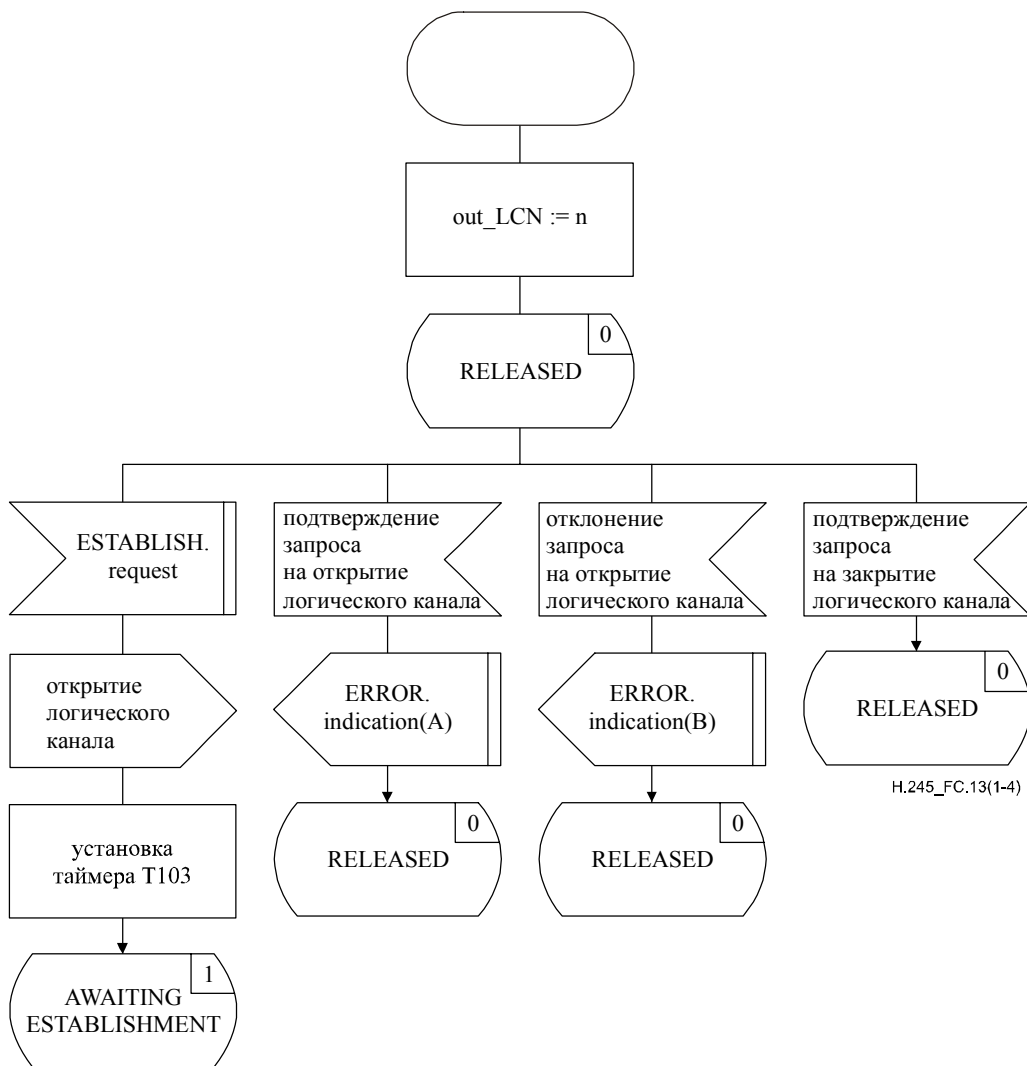 out_LCN := n
0
RELEASED
ESTABLISH.
request
подтверждение
запроса
на открытие
логического канала
отклонение
запроса
на открытие
логического канала
подтверждение
запроса
на закрытие
логического канала
открытие
логического
канала
ERROR.
indication(A)
ERROR.
indication(B)
0
RELEASED
H.245_FC.13(1-4)
установка
таймера T103
0
RELEASED
0
RELEASED
1
AWAITING
ESTABLISHMENT